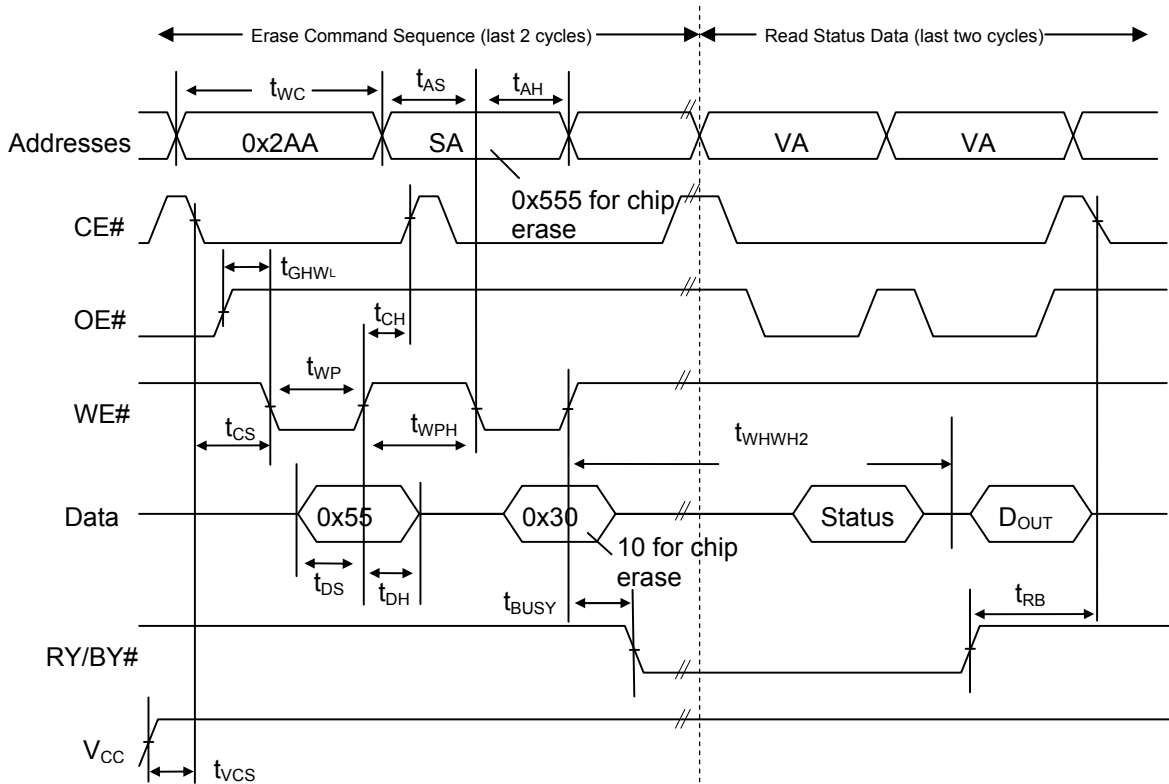 Erase Command Sequence (last 2 cycles)
Read Status Data (last two cycles)
tWC
tAS
tAH
Addresses
0x2AA
SA
VA
VA
0x555 for chip
erase
CE#
tGHWL
OE#
tCH
tWP
WE#
tCS
tWPH
tWHWH2
Data
0x55
0x30
Status
DOUT
10 for chip
erase
tDS
tDH
tBUSY
tRB
RY/BY#
VCC
tVCS